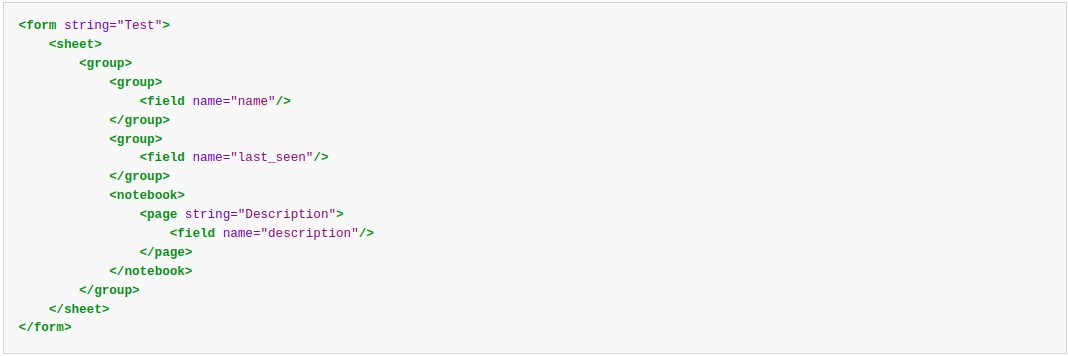 <form string="Test">
    <sheet>
        <group>
            <group>
                <field name="name"/>
            </group>
            <group>
                <field name="last_seen"/>
            </group>
            <notebook>
                <page string="Description">
                    <field name="description"/>
                </page>
            </notebook>
        </group>
    </sheet>
</form>